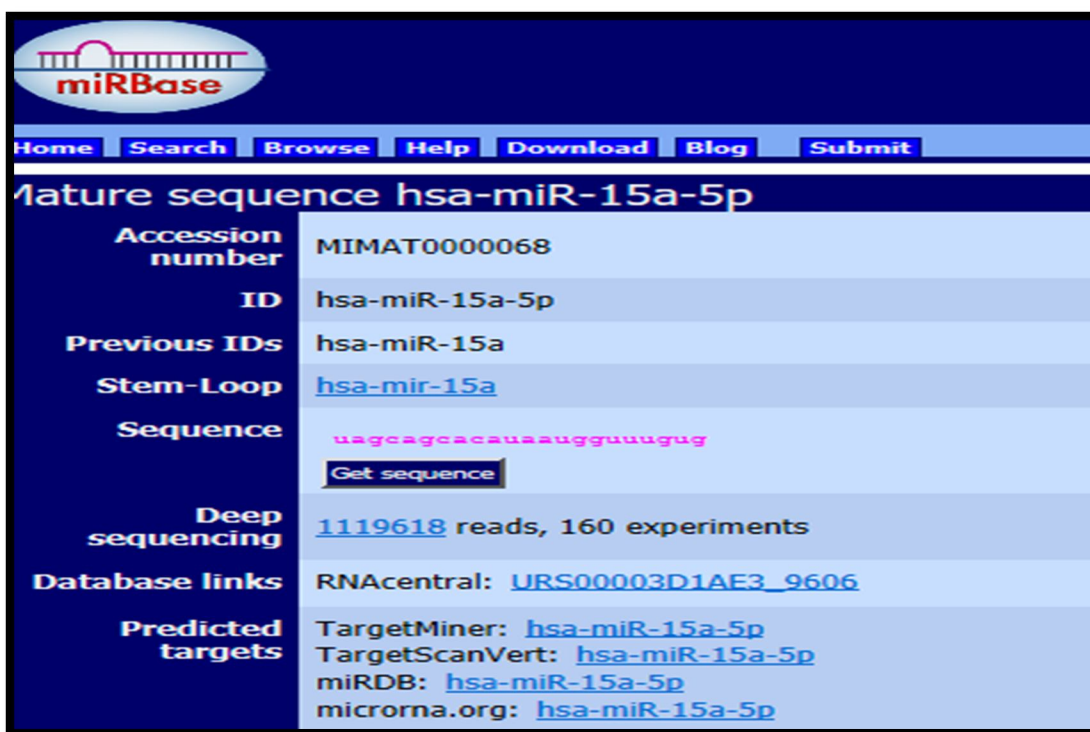 miRBase
Home Search Browse Help Download Blog Submit
Mature sequence hsa-miR-15a-5p
Accession number MIMAT0000068
ID hsa-miR-15a-5p
Previous IDs hsa-miR-15a
Stem-Loop hsa-mir-15a
Sequence uagcagcacauaaugguuugug
Get sequence
Deep sequencing 1119618 reads, 160 experiments
Database links RNAcentral: URS00003D1AE3_9606
Predicted targets TargetMiner: hsa-miR-15a-5p
TargetScanVert: hsa-miR-15a-5p
miRDB: hsa-miR-15a-5p
microrna.org: hsa-miR-15a-5p